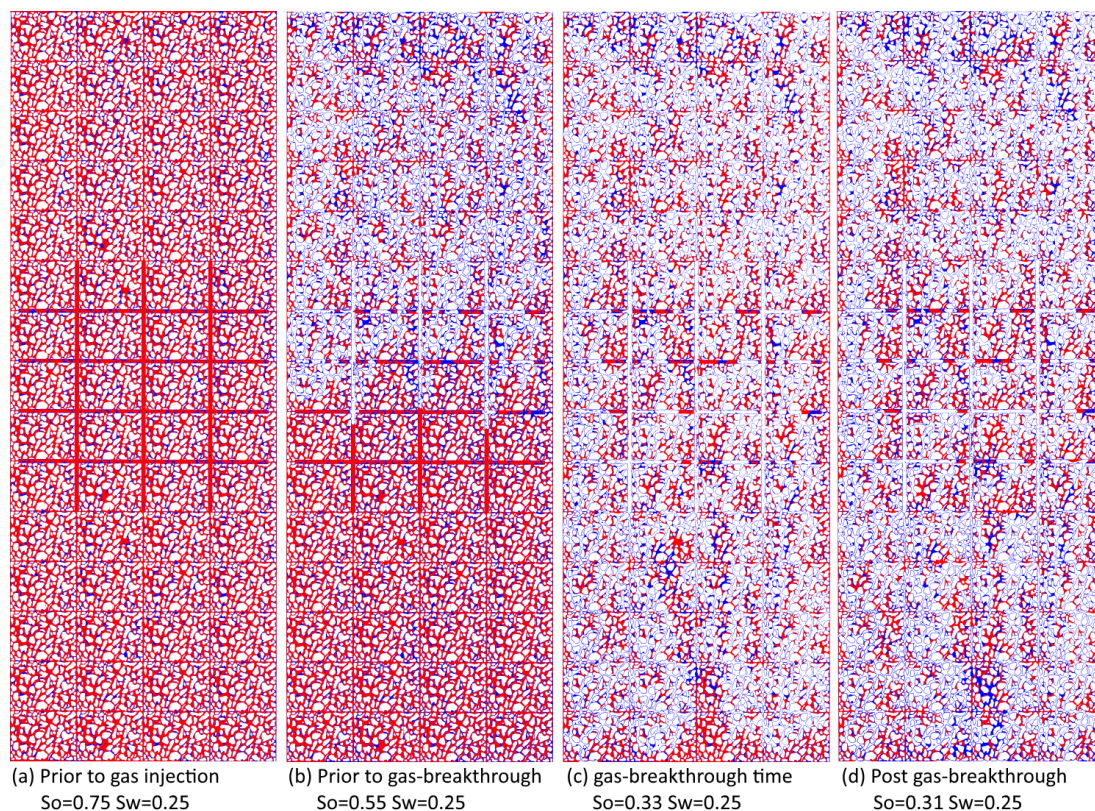 (a) Prior to gas injection
So=0.75 Sw=0.25
(b) Prior to gas-breakthrough
So=0.55 Sw=0.25
(c) gas-breakthrough time
So=0.33 Sw=0.25
(d) Post gas-breakthrough
So=0.31 Sw=0.25